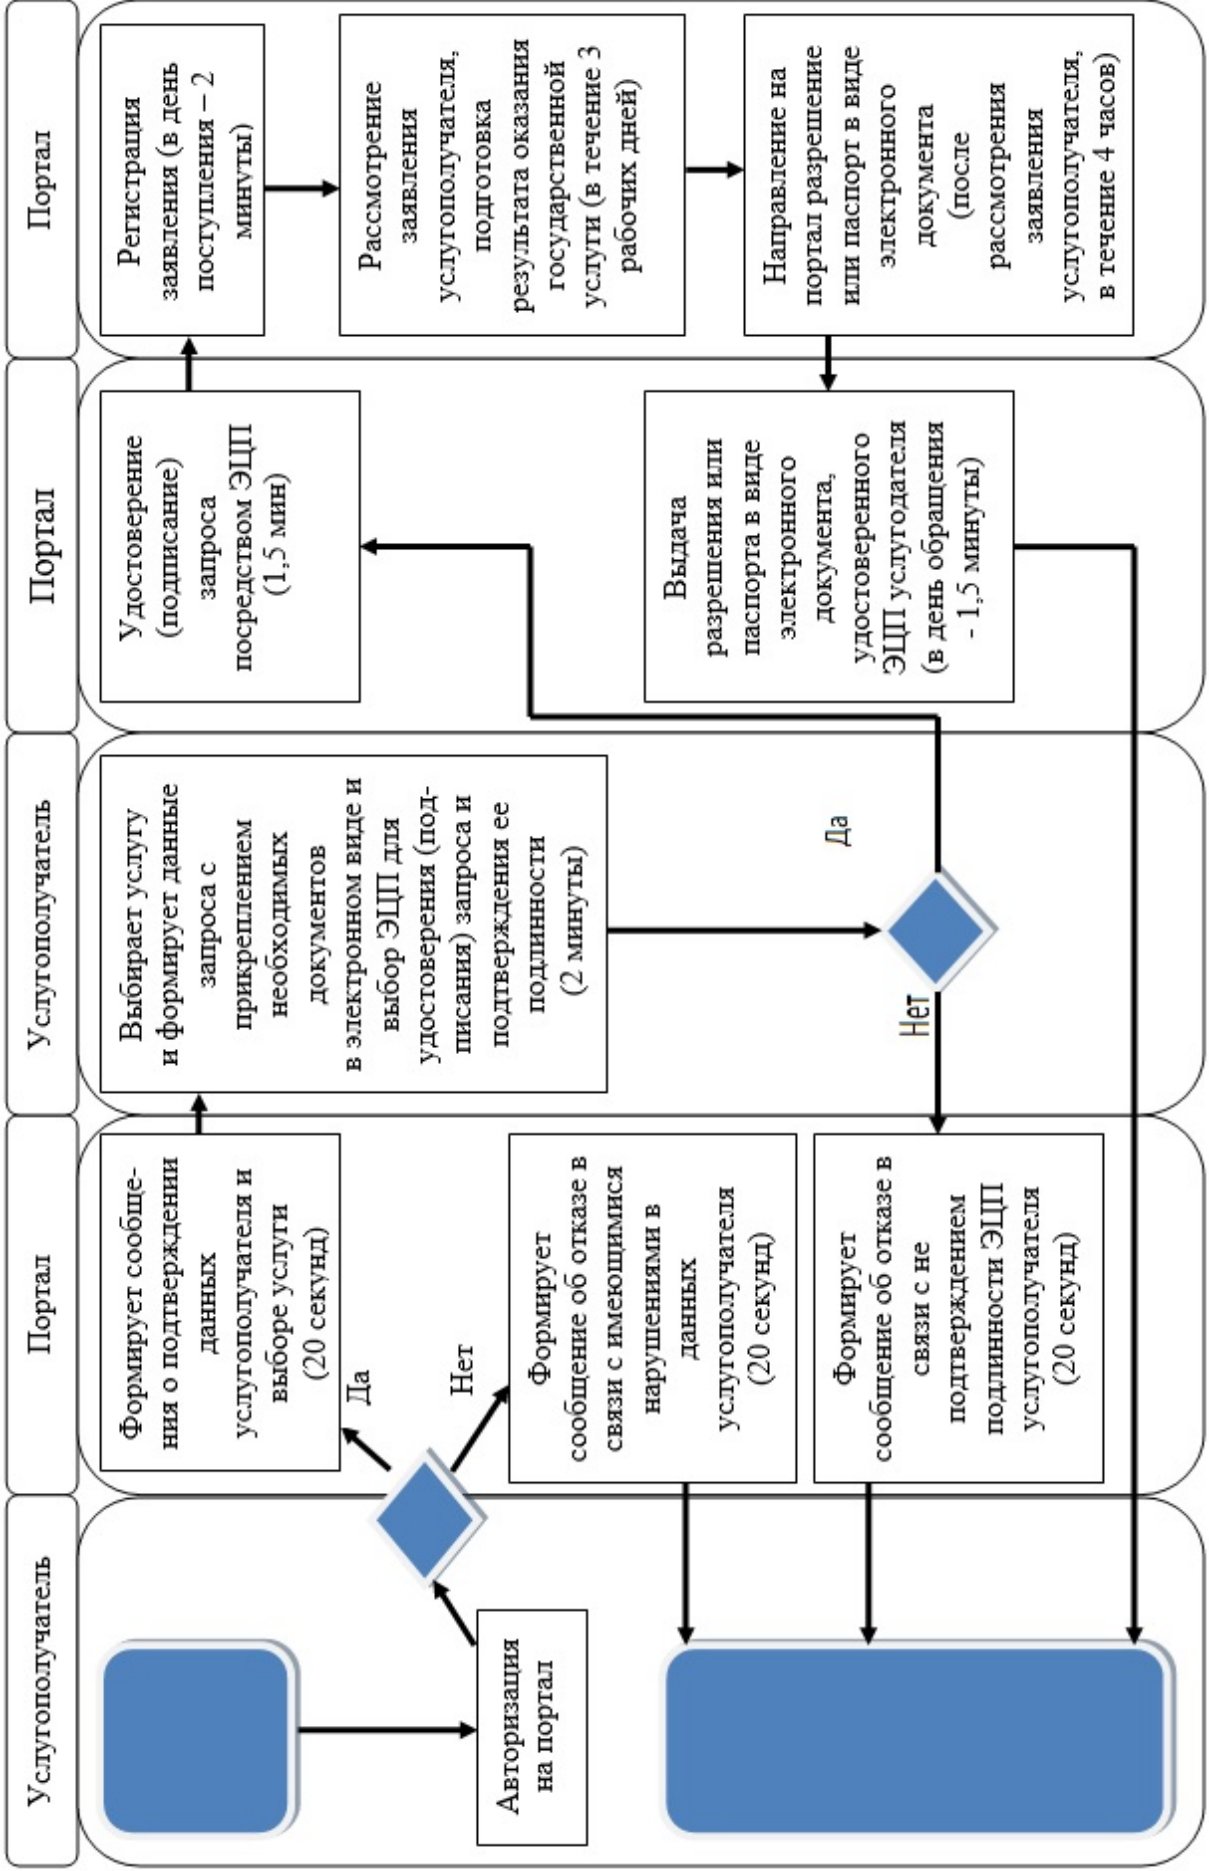 Услугополучатель
Портал
Услугополучатель
Портал
Портал
Авторизация
на портал
Формирует сообще-
ния о подтверждении
данных
услугополучателя и
выборе услуги
(20 секунд)
Да
Нет
Формирует
сообщение об отказе в
связи с имеющимися
нарушениями в
данных
услугополучателя
(20 секунд)
Формирует
сообщение об отказе в
связи с не
подтверждением
подлинности ЭЦП
услугополучателя
(20 секунд)
Выбирает услугу
и формирует данные
запроса с
прикреплением
необходимых
документов
в электронном виде и
выбор ЭЦП для
удостоверения (под-
писания) запроса и
подтверждения ее
подлинности
(2 минуты)
Нет
Да
Удостоверение
(подписание)
запроса
посредством ЭЦП
(1,5 мин)
Выдача
разрешения или
паспорта в виде
электронного
документа,
удостоверенного
ЭЦП услугодателя
(в день обращения
- 1,5 минуты)
Регистрация
заявления (в день
поступления – 2
минуты)
Рассмотрение
заявления
услугополучателя,
подготовка
результата оказания
государственной
услуги (в течение 3
рабочих дней)
Направление на
портал разрешение
или паспорт в виде
электронного
документа
(после
рассмотрения
заявления
услугополучателя,
в течение 4 часов)